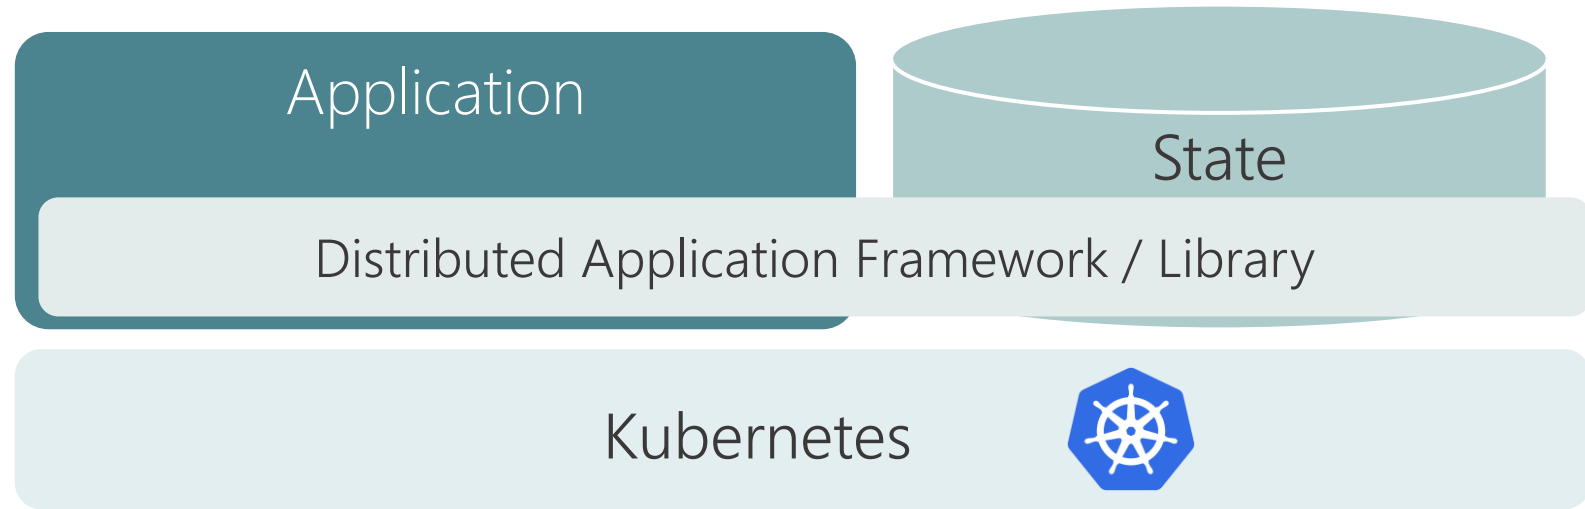 Application
State
Distributed Application Framework / Library
Kubernetes